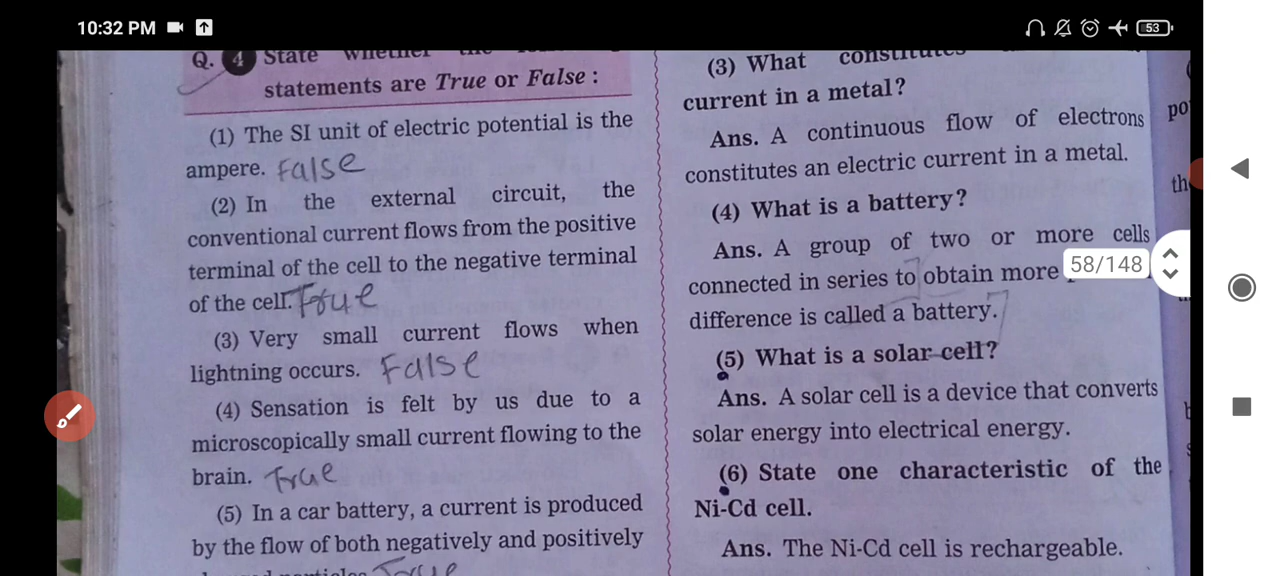 10:32 PM
53
Q. 4 State whether the
statements are True or False :
(1) The SI unit of electric potential is the
ampere. False
(2) In the external circuit, the
conventional current flows from the positive
terminal of the cell to the negative terminal
of the cell. True
(3) Very small current flows when
lightning occurs. False
(4) Sensation is felt by us due to a
microscopically small current flowing to the
brain. True
(5) In a car battery, a current is produced
by the flow of both negatively and positively
particles True
(3) What constitutes
current in a metal?
Ans. A continuous flow of electrons
constitutes an electric current in a metal.
(4) What is a battery?
Ans. A group of two or more cells
connected in series to obtain more
difference is called a battery.
(5) What is a solar cell?
Ans. A solar cell is a device that converts
solar energy into electrical energy.
(6) State one characteristic of the
Ni-Cd cell.
Ans. The Ni-Cd cell is rechargeable.
po
th
58/148